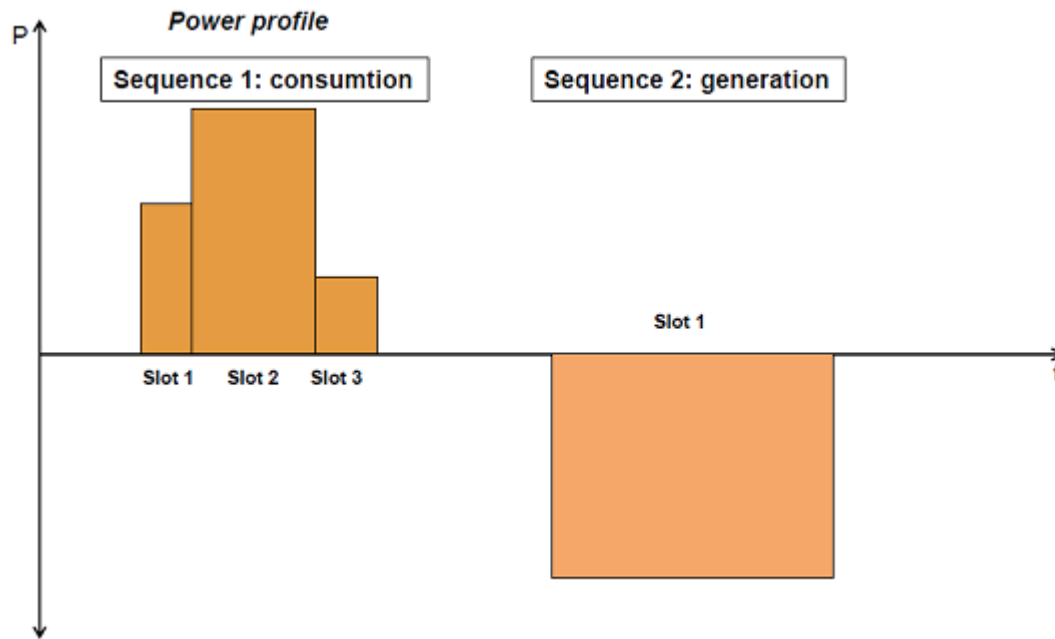 Power profile
P
Sequence 1: consumtion
Sequence 2: generation
Slot 1
Slot 1
Slot 2
Slot 3
t